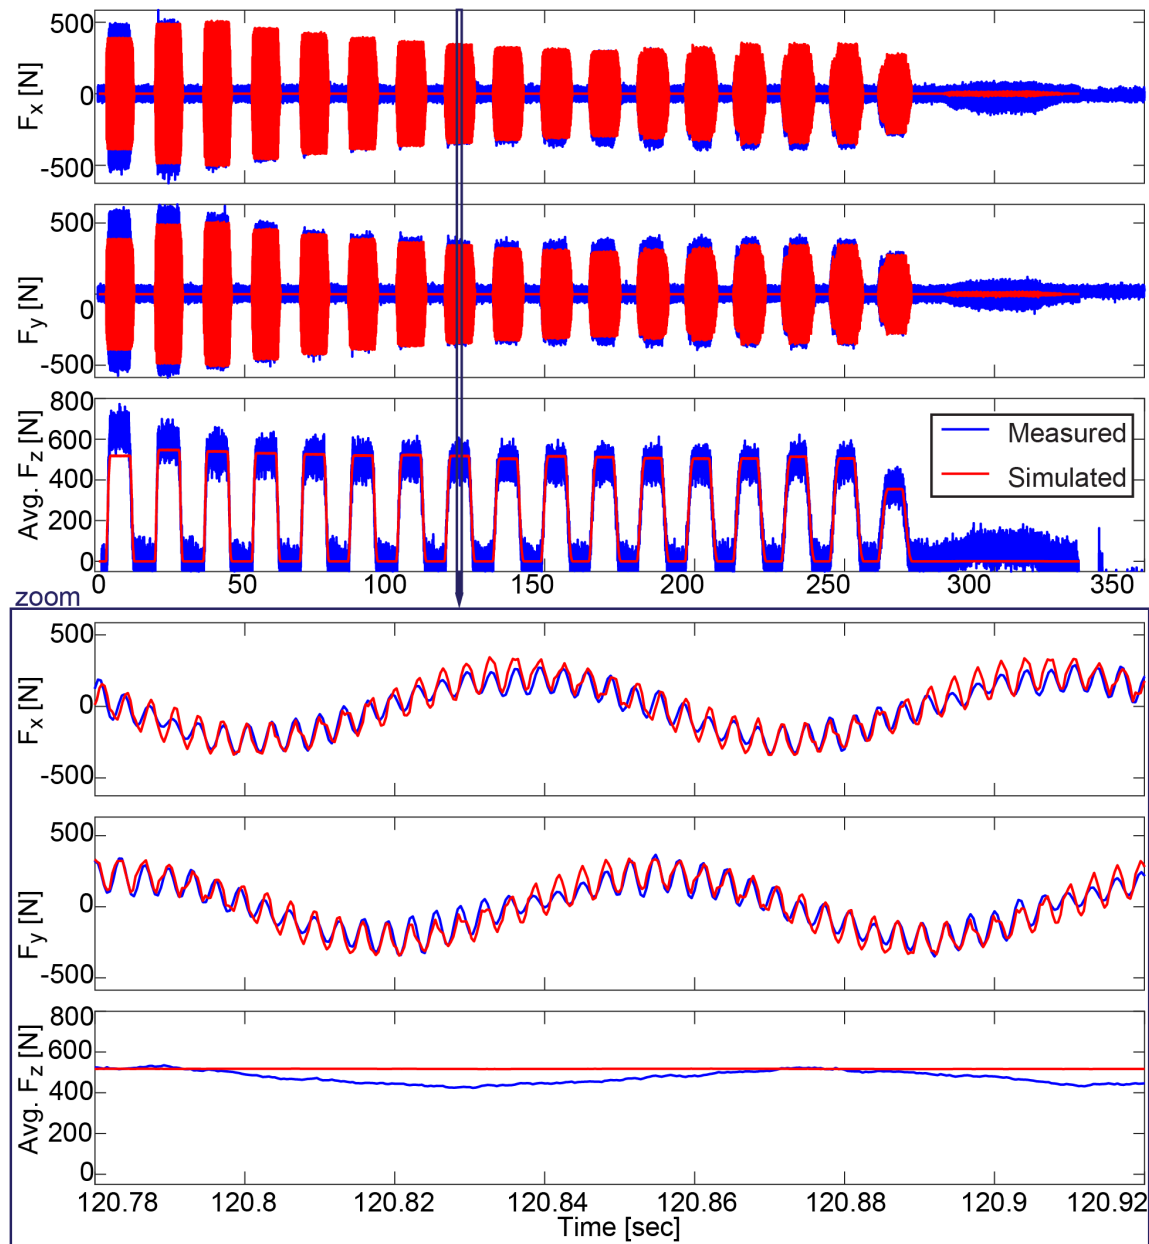 500
0
-500
F_x [N]
500
0
-500
F_y [N]
800
600
400
200
0
Avg. F_z [N]
Measured
Simulated
0 50 100 150 200 250 300 350
zoom
500
0
-500
F_x [N]
500
0
-500
F_y [N]
800
600
400
200
0
Avg. F_z [N]
120.78 120.8 120.82 120.84 120.86 120.88 120.9 120.92
Time [sec]